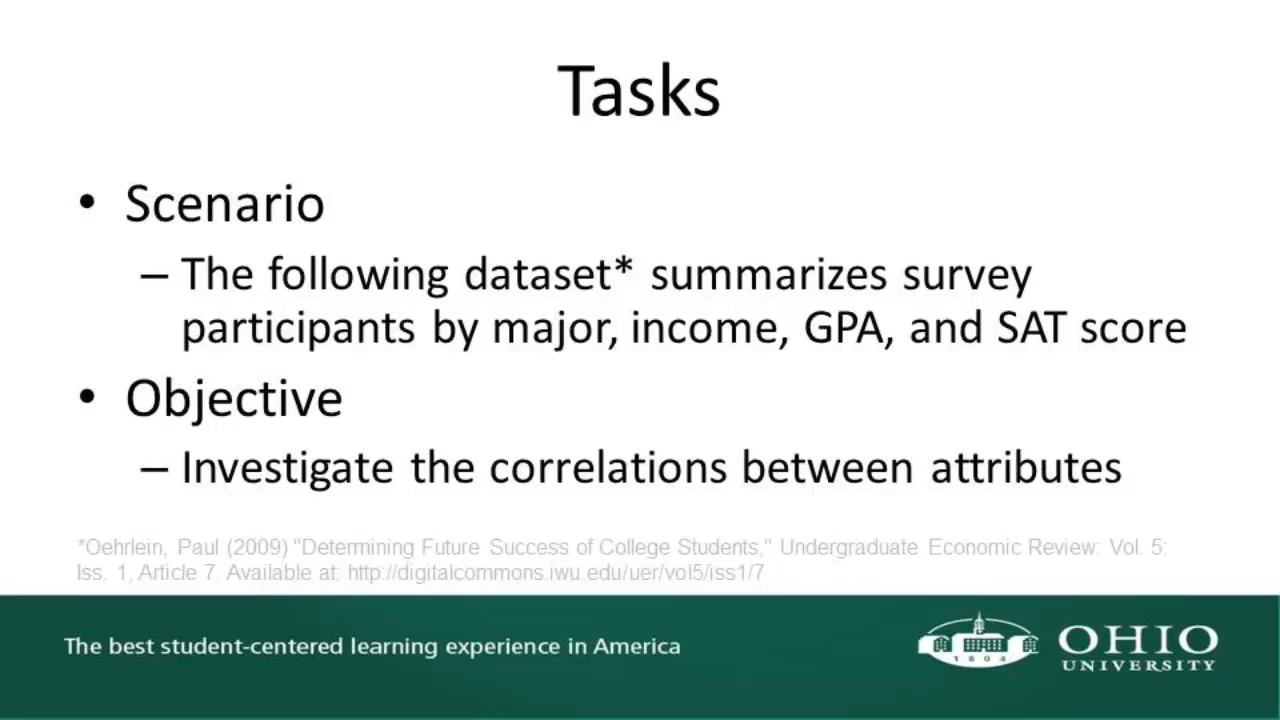 Tasks
• Scenario
– The following dataset* summarizes survey
participants by major, income, GPA, and SAT score
• Objective
– Investigate the correlations between attributes
*Oehrlein, Paul (2009) "Determining Future Success of College Students," Undergraduate Economic Review: Vol. 5:
Iss. 1, Article 7. Available at: http://digitalcommons.iwu.edu/uer/vol5/iss1/7
The best student-centered learning experience in America
1804
OHIO
UNIVERSITY